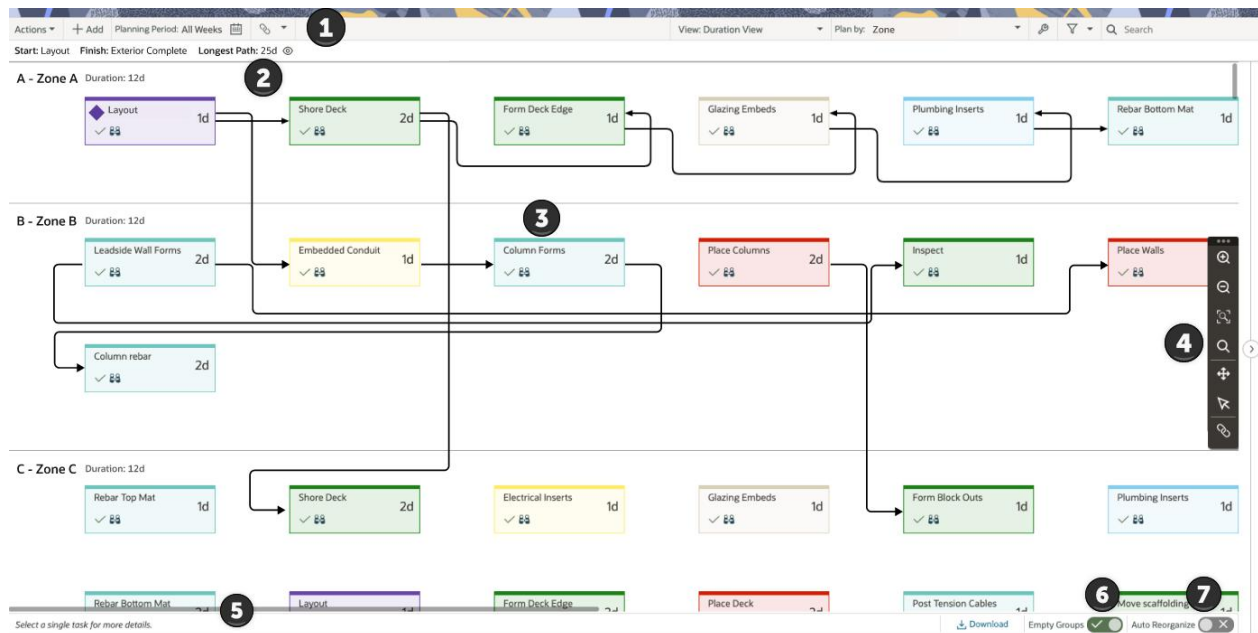 Actions + Add Planning Period: All Weeks 1 View: Duration View Plan by: Zone Search
Start: Layout Finish: Exterior Complete Longest Path: 25d
2
A - Zone A Duration: 12d
Layout 1d
Shore Deck 2d
Form Deck Edge 1d
Glazing Embeds 1d
Plumbing Inserts 1d
Rebar Bottom Mat 1d
B - Zone B Duration: 12d
3
Leadside Wall Forms 2d
Embedded Conduit 1d
Column Forms 2d
Place Columns 2d
Inspect 1d
Place Walls
4
Column rebar 2d
C - Zone C Duration: 12d
Rebar Top Mat 1d
Shore Deck 2d
Electrical Inserts 1d
Glazing Embeds 1d
Form Block Outs 1d
Plumbing Inserts 1d
Rebar Bottom Mat
Layout
Form Deck Edge
Place Deck
Post Tension Cables
Move scaffolding
5
6
7
Select a single task for more details. Download Empty Groups Auto Reorganize